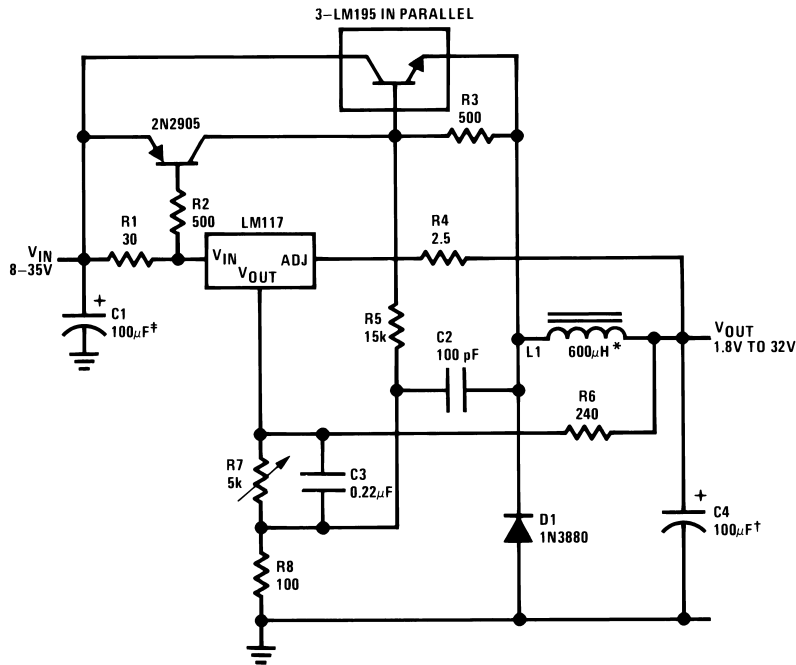 3–LM195 IN PARALLEL
R3
500
2N2905
R2
500
R1
30
LM117
R4
2.5
VIN
8–35V
VIN
VOUT
ADJ
C1
100μF‡
R5
15k
C2
100 pF
L1
600μH*
VOUT
1.8V TO 32V
R6
240
R7
5k
C3
0.22μF
D1
1N3880
C4
100μF†
R8
100